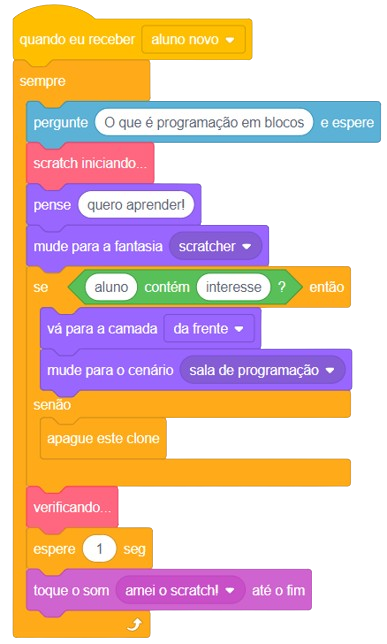 quando eu receber aluno novo
sempre
pergunte O que é programação em blocos e espere
scratch iniciando...
pense quero aprender!
mude para a fantasia scratcher
se aluno contém interesse ? então
vá para a camada da frente
mude para o cenário sala de programação
senão
apague este clone
verificando...
espere 1 seg
toque o som amei o scratch! até o fim